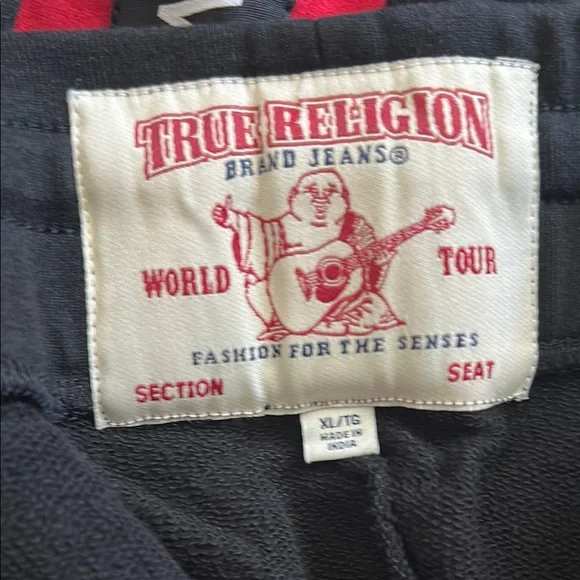 TRUE RELIGION
BRAND JEANS®
WORLD TOUR
FASHION FOR THE SENSES
SECTION SEAT
XL/TG
MADE IN
INDIA